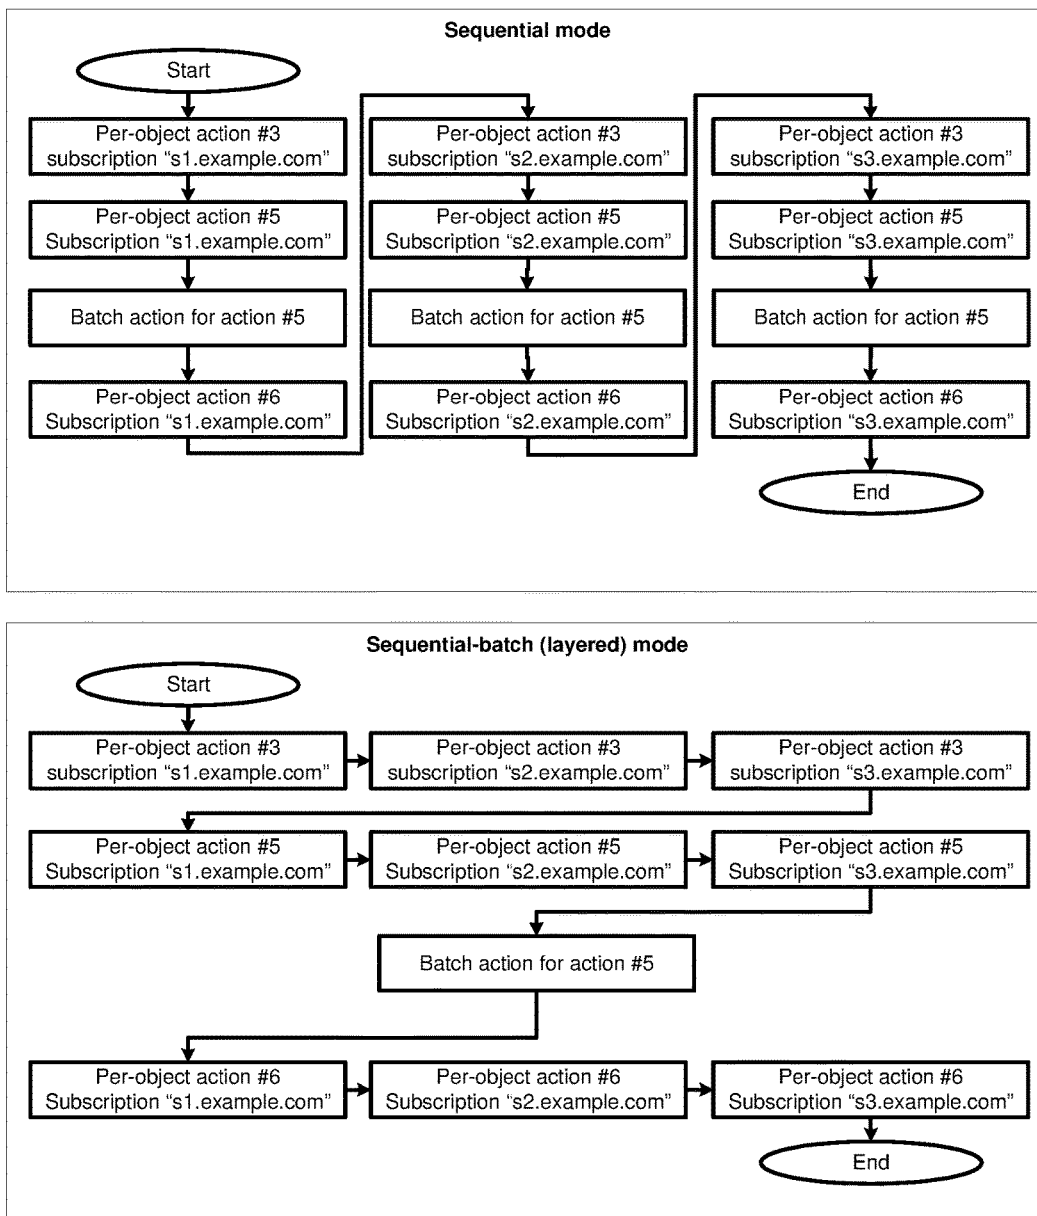 Sequential mode
Start
Per-object action #3
subscription “s1.example.com”
Per-object action #5
Subscription “s1.example.com”
Batch action for action #5
Per-object action #6
Subscription “s1.example.com”
Per-object action #3
subscription “s2.example.com”
Per-object action #5
Subscription “s2.example.com”
Batch action for action #5
Per-object action #6
Subscription “s2.example.com”
Per-object action #3
subscription “s3.example.com”
Per-object action #5
Subscription “s3.example.com”
Batch action for action #5
Per-object action #6
Subscription “s3.example.com”
End
Sequential-batch (layered) mode
Start
Per-object action #3
subscription “s1.example.com”
Per-object action #3
subscription “s2.example.com”
Per-object action #3
subscription “s3.example.com”
Per-object action #5
Subscription “s1.example.com”
Per-object action #5
Subscription “s2.example.com”
Per-object action #5
Subscription “s3.example.com”
Batch action for action #5
Per-object action #6
Subscription “s1.example.com”
Per-object action #6
Subscription “s2.example.com”
Per-object action #6
Subscription “s3.example.com”
End